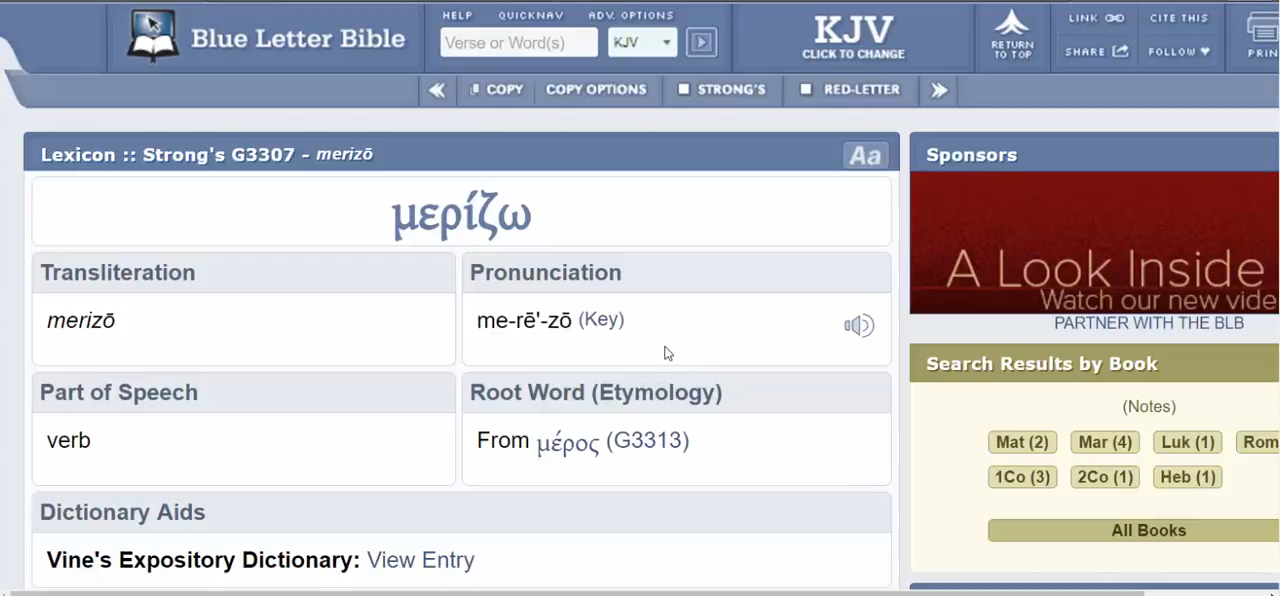 HELP QUICKNAV ADV. OPTIONS
Blue Letter Bible
Verse or Word(s) KJV
KJV
CLICK TO CHANGE
RETURN
TO TOP
LINK CITE THIS
SHARE FOLLOW
PRIN
COPY COPY OPTIONS STRONG'S RED-LETTER
Lexicon :: Strong's G3307 - merizō Aa
μερίζω
Transliteration
merizō
Pronunciation
me-rē'-zō (Key)
Part of Speech
verb
Root Word (Etymology)
From μέρος (G3313)
Dictionary Aids
Vine's Expository Dictionary: View Entry
Sponsors
A Look Inside
Watch our new vide
PARTNER WITH THE BLB
Search Results by Book
(Notes)
Mat (2) Mar (4) Luk (1) Rom
1Co (3) 2Co (1) Heb (1)
All Books